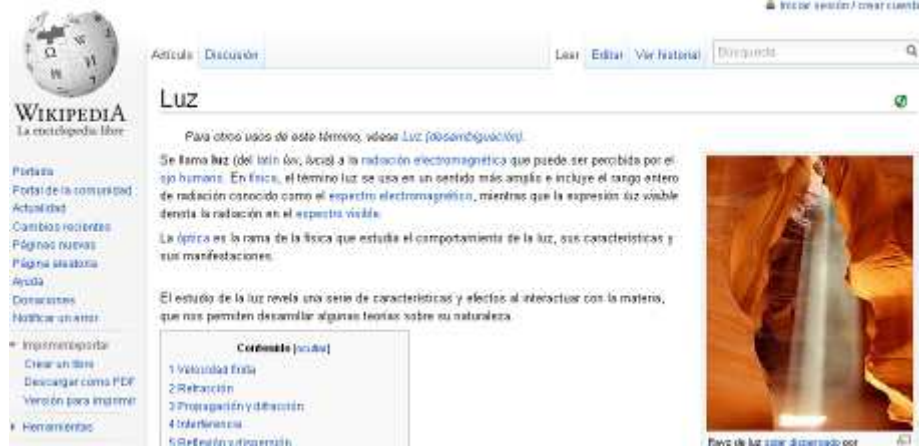 Iniciar sesión / crear cuenta
WIKIPEDIA
La enciclopedia libre
Artículo Discusión
Leer Editar Ver historial Búsqueda
Luz
Para otros usos de este término, véase Luz (desambiguación).
Se llama luz (del latín lux, lucis) a la radiación electromagnética que puede ser percibida por el
ojo humano. En física, el término luz se usa en un sentido más amplio e incluye el rango entero
de radiación conocido como el espectro electromagnético, mientras que la expresión luz visible
denota la radiación en el espectro visible.
La óptica es la rama de la física que estudia el comportamiento de la luz, sus características y
sus manifestaciones.
El estudio de la luz revela una serie de características y efectos al interactuar con la materia,
que nos permiten desarrollar algunas teorías sobre su naturaleza.
Contenido [ocultar]
1 Velocidad finita
2 Refracción
3 Propagación y difracción
4 Interferencia
5 Reflexión y dispersión
Portada
Portal de la comunidad
Actualidad
Cambios recientes
Páginas nuevas
Página aleatoria
Ayuda
Donaciones
Notificar un error
Imprimir/exportar
Crear un libro
Descargar como PDF
Versión para imprimir
Herramientas
Rayo de luz solar dispersado por